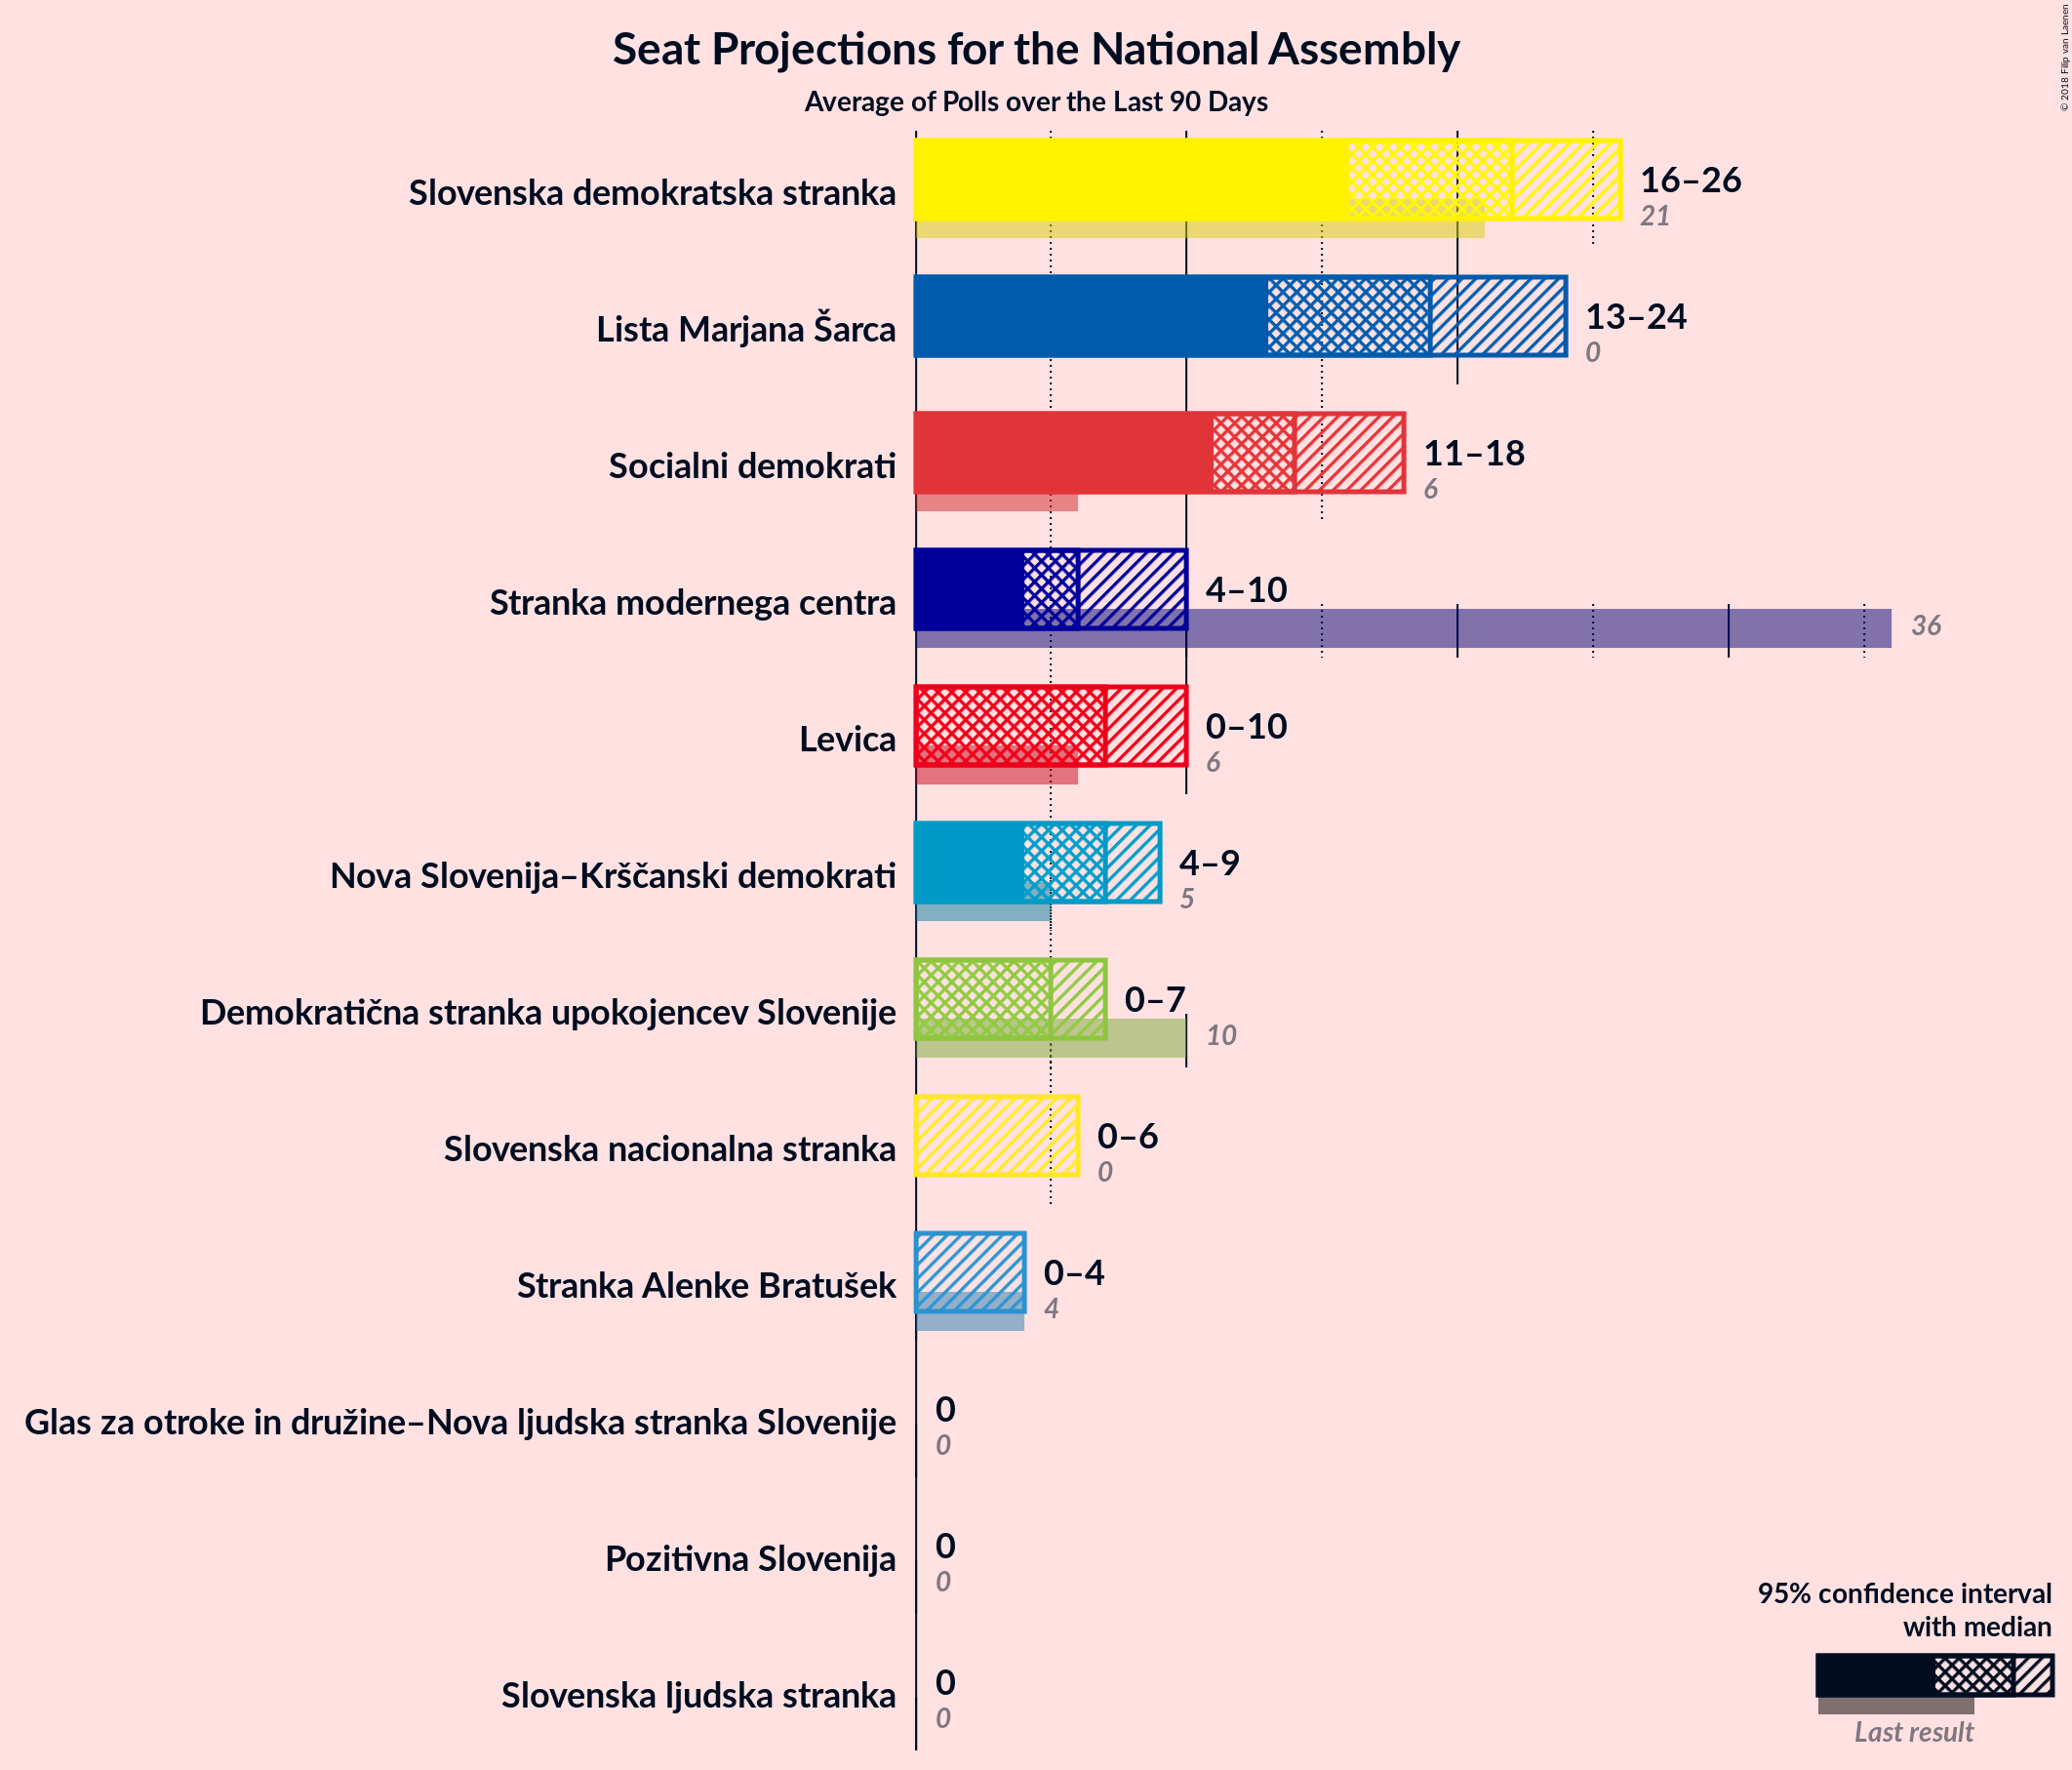 Seat Projections for the National Assembly
Average of Polls over the Last 90 Days
© 2018 Filip van Laenen
Slovenska demokratska stranka
16–26
21
Lista Marjana Šarca
13–24
0
Socialni demokrati
11–18
6
Stranka modernega centra
4–10
36
Levica
0–10
6
Nova Slovenija–Krščanski demokrati
4–9
5
Demokratična stranka upokojencev Slovenije
0–7
10
Slovenska nacionalna stranka
0–6
0
Stranka Alenke Bratušek
0–4
4
Glas za otroke in družine–Nova ljudska stranka Slovenije
0
0
Pozitivna Slovenija
0
0
Slovenska ljudska stranka
0
0
95% confidence interval
with median
Last result